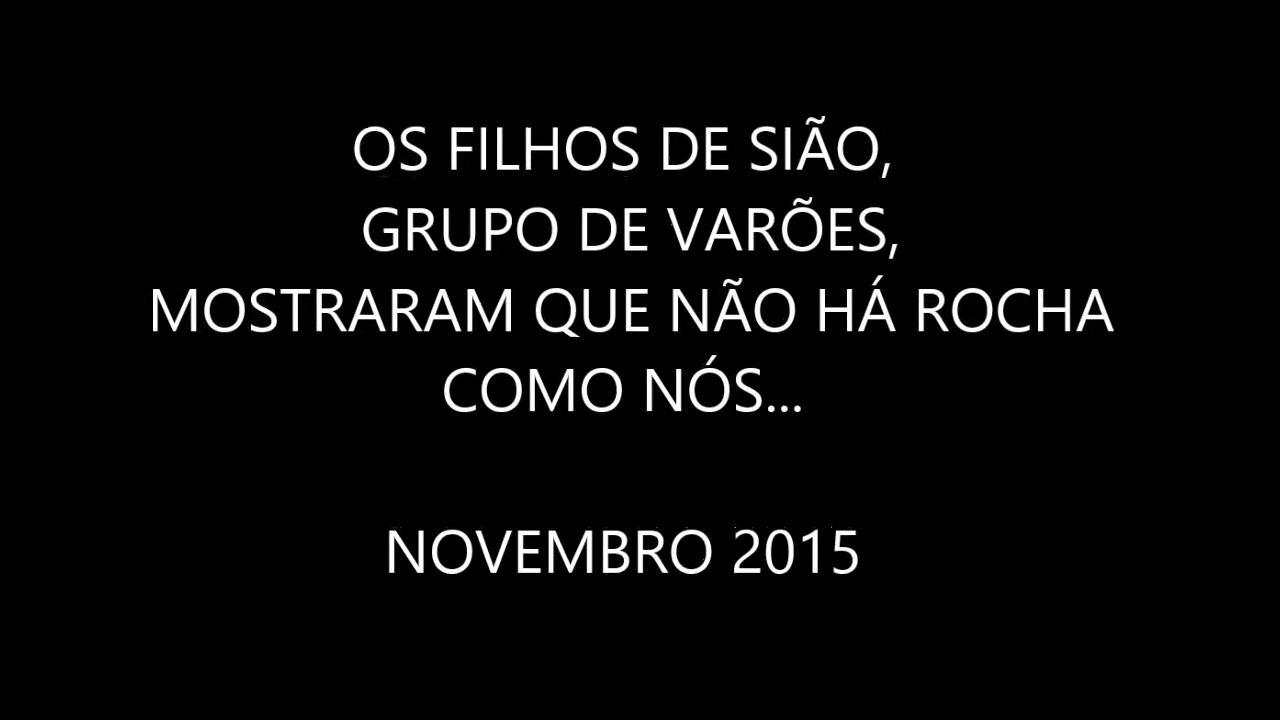 OS FILHOS DE SIÃO,
GRUPO DE VARÕES,
MOSTRARAM QUE NÃO HÁ ROCHA
COMO NÓS...
NOVEMBRO 2015